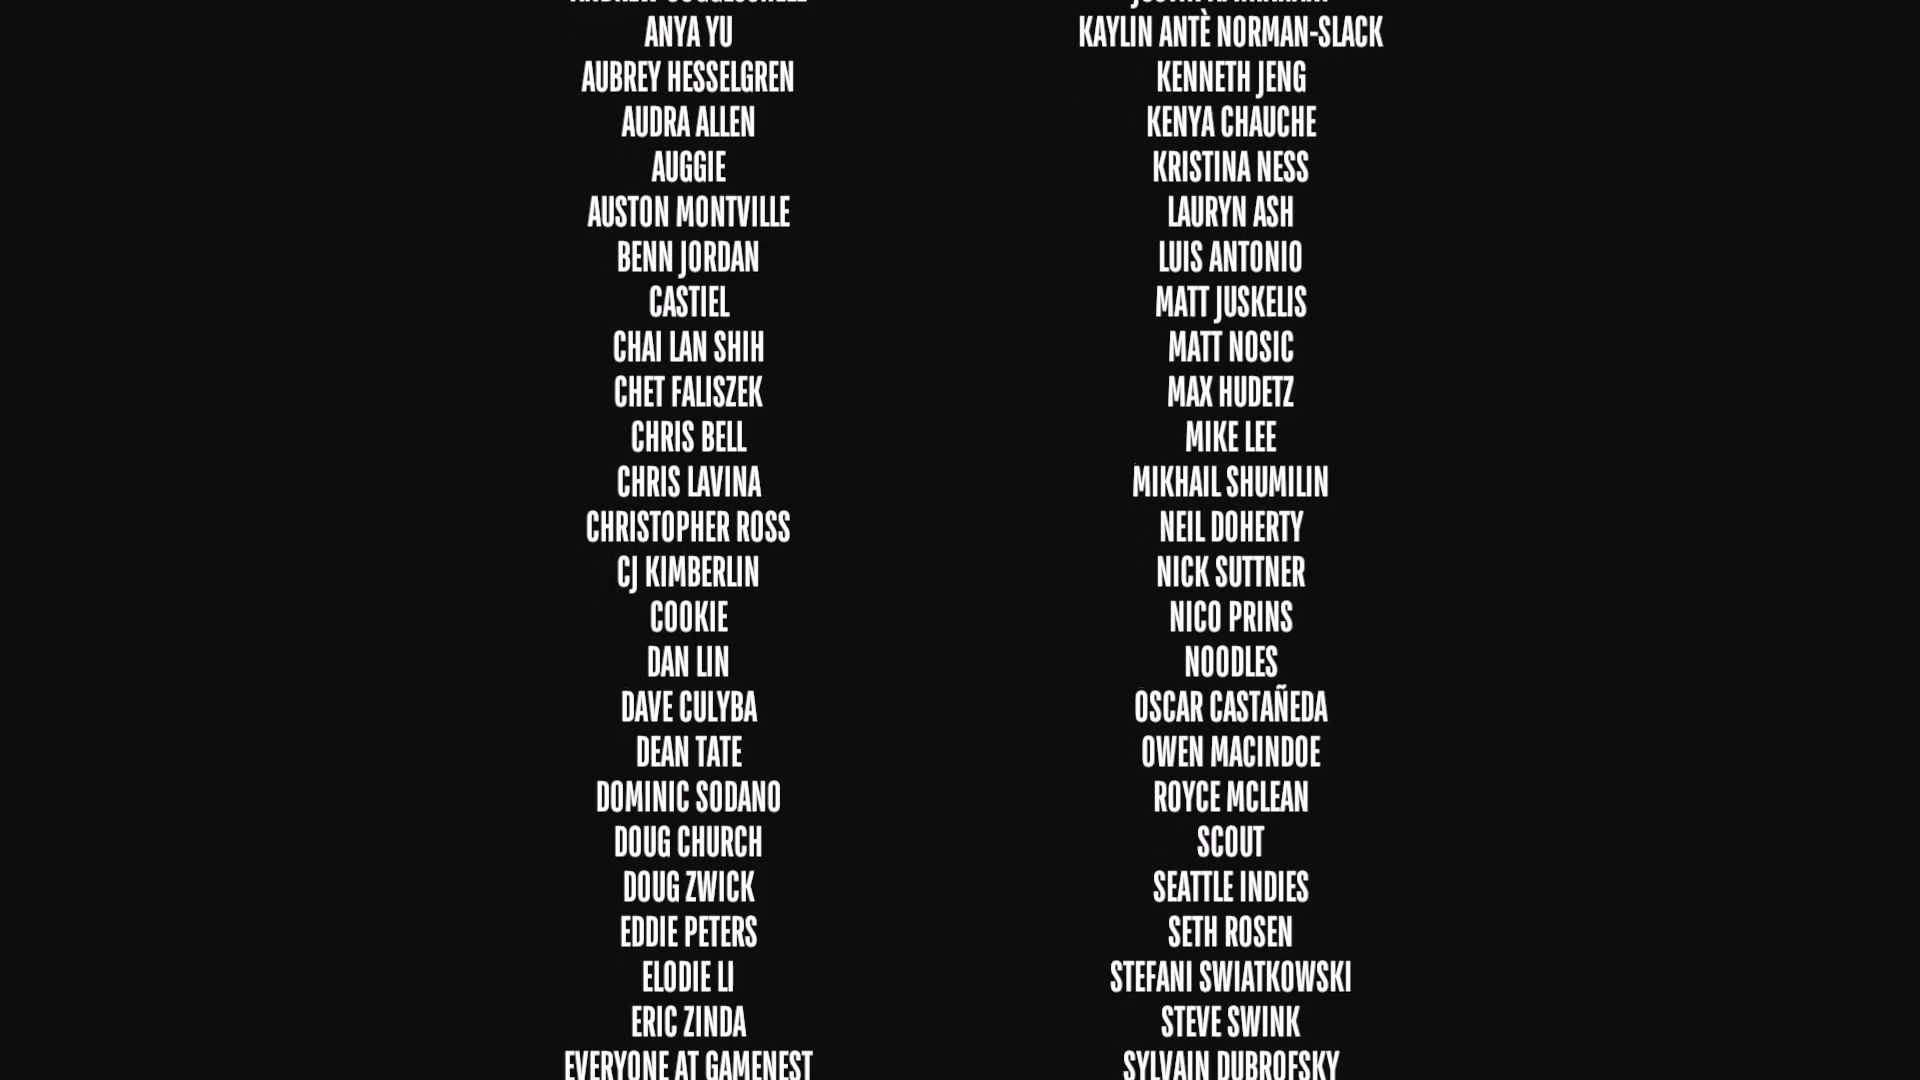 ANYA YU
AUBREY HESSELGREN
AUDRA ALLEN
AUGGIE
AUSTON MONTVILLE
BENN JORDAN
CASTIEL
CHAI LAN SHIH
CHET FALISZEK
CHRIS BELL
CHRIS LAVINA
CHRISTOPHER ROSS
CJ KIMBERLIN
COOKIE
DAN LIN
DAVE CULYBA
DEAN TATE
DOMINIC SODANO
DOUG CHURCH
DOUG ZWICK
EDDIE PETERS
ELODIE LI
ERIC ZINDA
EVERYONE AT GAMENEST
KAYLIN ANTÈ NORMAN-SLACK
KENNETH JENG
KENYA CHAUCHE
KRISTINA NESS
LAURYN ASH
LUIS ANTONIO
MATT JUSKELIS
MATT NOSIC
MAX HUDETZ
MIKE LEE
MIKHAIL SHUMILIN
NEIL DOHERTY
NICK SUTTNER
NICO PRINS
NOODLES
OSCAR CASTAÑEDA
OWEN MACINDOE
ROYCE MCLEAN
SCOUT
SEATTLE INDIES
SETH ROSEN
STEFANI SWIATKOWSKI
STEVE SWINK
SYLVAIN DUBROFSKY